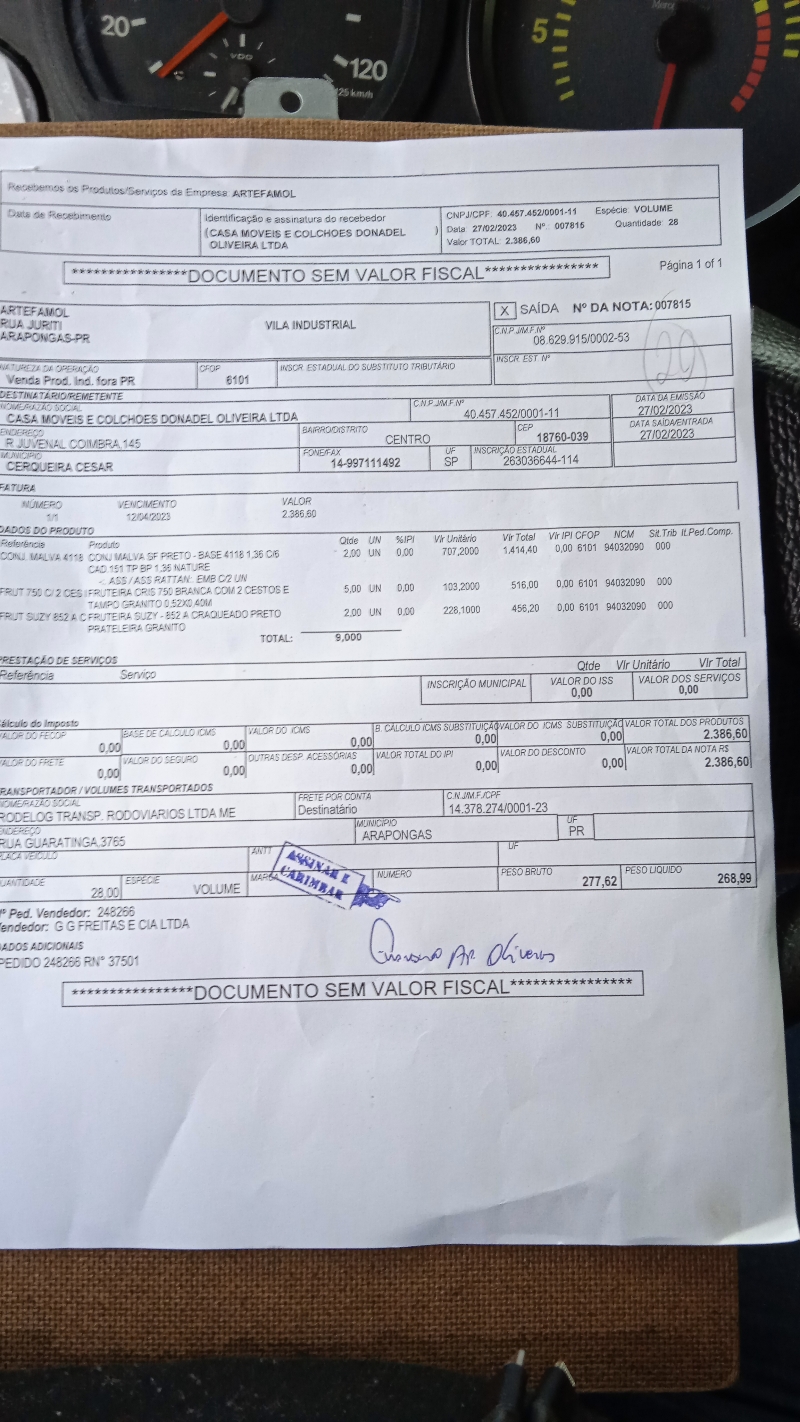 20
VDO
120
125 km/h
5
Recebemos os Produtos/Serviços da Empresa ARTEFAMOL
Data de Recebimento
Identificação e assinatura do recebedor
(CASA MOVEIS E COLCHOES DONADEL OLIVEIRA LTDA )
CNPJ/CPF: 40.457.452/0001-11 Espécie: VOLUME
Data 27/02/2023 Nº.: 007815 Quantidade: 28
Valor TOTAL: 2.386,60
****************DOCUMENTO SEM VALOR FISCAL****************
Página 1 of 1
ARTEFAMOL
RUA JURITI VILA INDUSTRIAL
ARAPONGAS-PR
X SAÍDA Nº DA NOTA: 007815
C.N.P.J/M.F.Nº
08.629.915/0002-53
INSCR. EST. Nº
29
NATUREZA DA OPERAÇÃO CFOP INSCR. ESTADUAL DO SUBSTITUTO TRIBUTÁRIO
Venda Prod. Ind. fora PR 6101
DESTINATÁRIO/REMETENTE
NOME/RAZÃO SOCIAL C.N.P.J/M.F.Nº DATA DA EMISSÃO
CASA MOVEIS E COLCHOES DONADEL OLIVEIRA LTDA 40.457.452/0001-11 27/02/2023
ENDEREÇO BAIRRO/DISTRITO CEP DATA SAÍDA/ENTRADA
R JUVENAL COIMBRA,145 CENTRO 18760-039 27/02/2023
MUNICÍPIO FONE/FAX UF INSCRIÇÃO ESTADUAL
CERQUEIRA CESAR 14-997111492 SP 263036644-114
FATURA
NÚMERO VENCIMENTO VALOR
1/1 12/04/2023 2.386,60
DADOS DO PRODUTO
Referência Produto Qtde UN %IPI Vlr Unitário Vlr Total Vlr IPI CFOP NCM Sit.Trib It.Ped.Comp.
CONJ. MALVA 4118 CONJ MALVA SF PRETO - BASE 4118 1,36 C/6 2,00 UN 0,00 707,2000 1.414,40 0,00 6101 94032090 000
CAD.151 TP BP 1,36 NATURE
-: ASS / ASS RATTAN:. EMB C/2 UN
FRUT 750 C/ 2 CES FRUTEIRA CRIS 750 BRANCA COM 2 CESTOS E 5,00 UN 0,00 103,2000 516,00 0,00 6101 94032090 000
TAMPO GRANITO 0,52X0,40M
FRUT SUZY 852 A C FRUTEIRA SUZY - 852 A CRAQUEADO PRETO 2,00 UN 0,00 228,1000 456,20 0,00 6101 94032090 000
PRATELEIRA GRANITO
TOTAL: 9,000
PRESTAÇÃO DE SERVIÇOS
Referência Serviço Qtde Vlr Unitário Vlr Total
INSCRIÇÃO MUNICIPAL VALOR DO ISS VALOR DOS SERVIÇOS
0,00 0,00
Cálculo do Imposto
VALOR DO FECOP BASE DE CÁLCULO ICMS VALOR DO ICMS B. CÁLCULO ICMS SUBSTITUIÇÃO VALOR DO ICMS SUBSTITUIÇÃO VALOR TOTAL DOS PRODUTOS
0,00 0,00 0,00 0,00 0,00 2.386,60
VALOR DO FRETE VALOR DO SEGURO OUTRAS DESP. ACESSÓRIAS VALOR TOTAL DO IPI VALOR DO DESCONTO VALOR TOTAL DA NOTA R$
0,00 0,00 0,00 0,00 0,00 2.386,60
TRANSPORTADOR / VOLUMES TRANSPORTADOS
NOME/RAZÃO SOCIAL FRETE POR CONTA C.N.J/M.F/CPF
RODELOG TRANSP. RODOVIARIOS LTDA ME Destinatário 14.378.274/0001-23
ENDEREÇO MUNICÍPIO UF
RUA GUARATINGA,3765 ARAPONGAS PR
PLACA VEÍCULO ANTT UF
QUANTIDADE ESPÉCIE MARCA NÚMERO PESO BRUTO PESO LIQUIDO
28,00 VOLUME 277,62 268,99
ASSINAR E
CARIMBAR
Nº Ped. Vendedor: 248266
Vendedor: G G FREITAS E CIA LTDA
DADOS ADICIONAIS
PEDIDO 248266 RN° 37501
Ap Oliveira
****************DOCUMENTO SEM VALOR FISCAL****************